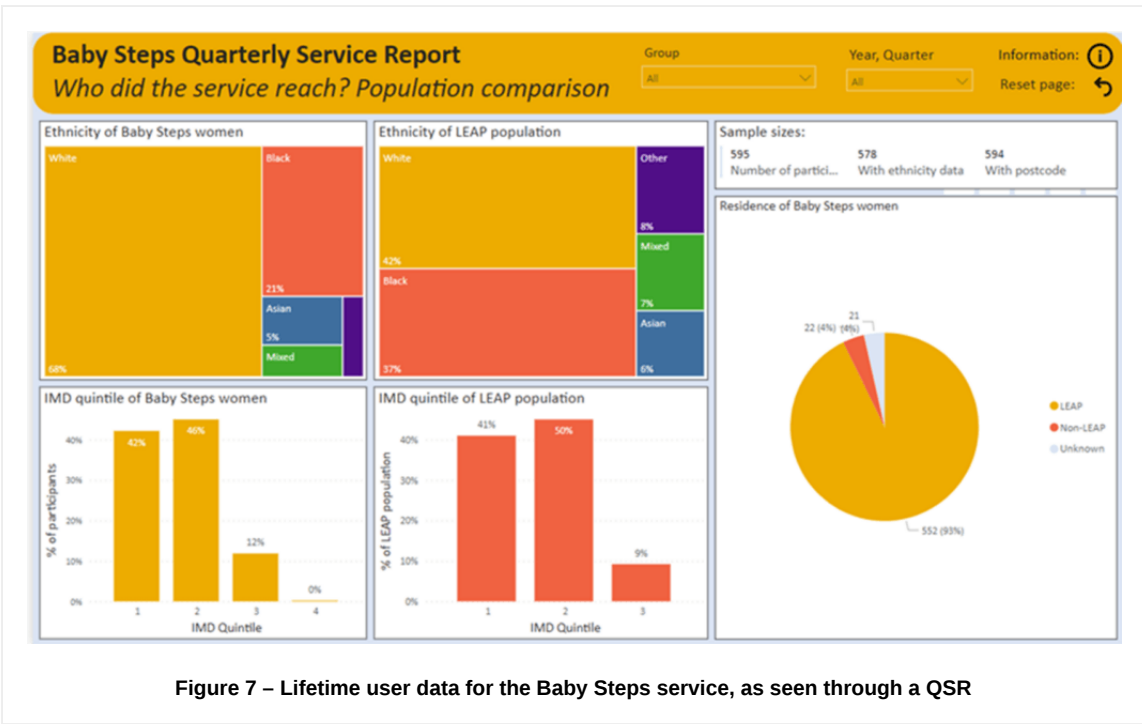 Baby Steps Quarterly Service Report
Who did the service reach? Population comparison
Group
All
Year, Quarter
All
Information:
Reset page:
Ethnicity of Baby Steps women
White
68%
Black
21%
Asian
5%
Mixed
Ethnicity of LEAP population
White
42%
Black
37%
Other
8%
Mixed
7%
Asian
6%
Sample sizes:
595
Number of partici...
578
With ethnicity data
594
With postcode
Residence of Baby Steps women
21
22 (4%) (4%)
552 (93%)
LEAP
Non-LEAP
Unknown
IMD quintile of Baby Steps women
% of participants
40%
30%
20%
10%
0%
42%
46%
12%
0%
1 2 3 4
IMD Quintile
IMD quintile of LEAP population
% of LEAP population
40%
30%
20%
10%
0%
41%
50%
9%
1 2 3
IMD Quintile
Figure 7 – Lifetime user data for the Baby Steps service, as seen through a QSR